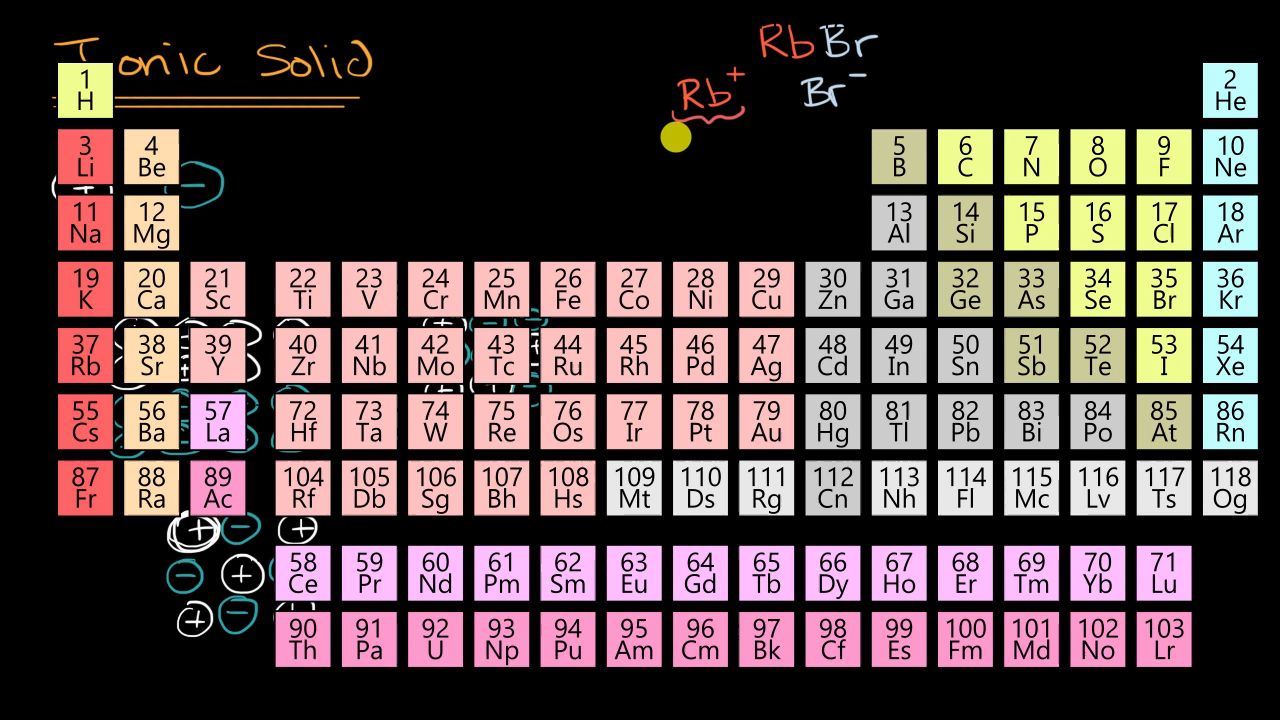 Ionic Solid
RbBr
Rb+ Br−
1 2
H He
3 4 5 6 7 8 9 10
Li Be B C N O F Ne
+ −
11 12 13 14 15 16 17 18
Na Mg Al Si P S Cl Ar
19 20 21 22 23 24 25 26 27 28 29 30 31 32 33 34 35 36
K Ca Sc Ti V Cr Mn Fe Co Ni Cu Zn Ga Ge As Se Br Kr
+ − −
37 38 39 40 41 42 43 44 45 46 47 48 49 50 51 52 53 54
Rb Sr Y Zr Nb Mo Tc Ru Rh Pd Ag Cd In Sn Sb Te I Xe
+ + −
55 56 57 72 73 74 75 76 77 78 79 80 81 82 83 84 85 86
Cs Ba La Hf Ta W Re Os Ir Pt Au Hg Tl Pb Bi Po At Rn
87 88 89 104 105 106 107 108 109 110 111 112 113 114 115 116 117 118
Fr Ra Ac Rf Db Sg Bh Hs Mt Ds Rg Cn Nh Fl Mc Lv Ts Og
+ − +
58 59 60 61 62 63 64 65 66 67 68 69 70 71
Ce Pr Nd Pm Sm Eu Gd Tb Dy Ho Er Tm Yb Lu
− +
+ −
90 91 92 93 94 95 96 97 98 99 100 101 102 103
Th Pa U Np Pu Am Cm Bk Cf Es Fm Md No Lr